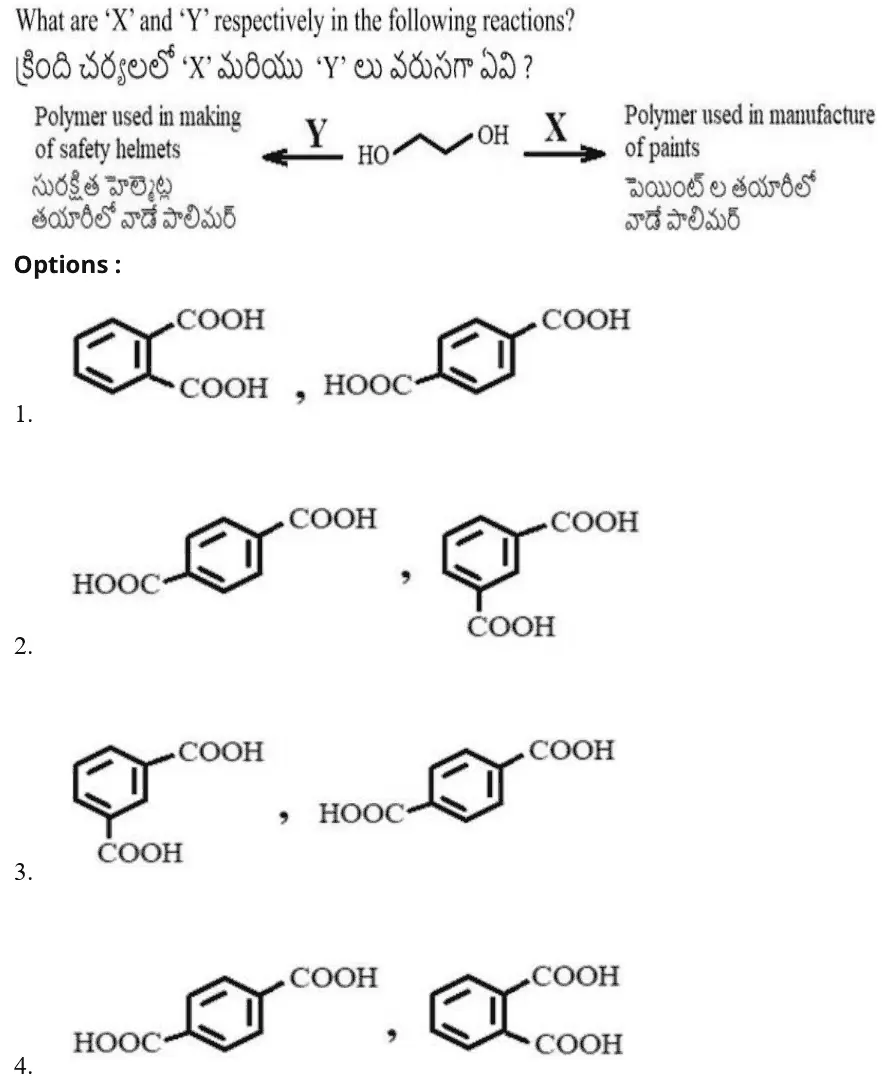 What are ‘X’ and ‘Y’ respectively in the following reactions?
క్రింది చర్యలలో ‘X’ మరియు ‘Y’ లు వరుసగా ఏవి ?
Polymer used in making
of safety helmets
సురక్షిత హెల్మెట్ల
తయారీలో వాడే పాలిమర్
Y
HO
OH
X
Polymer used in manufacture
of paints
పెయింట్ ల తయారీలో
వాడే పాలిమర్
Options :
COOH
COOH
,
HOOC
COOH
1.
HOOC
COOH
,
COOH
COOH
2.
COOH
COOH
,
HOOC
COOH
3.
HOOC
COOH
,
COOH
COOH
4.